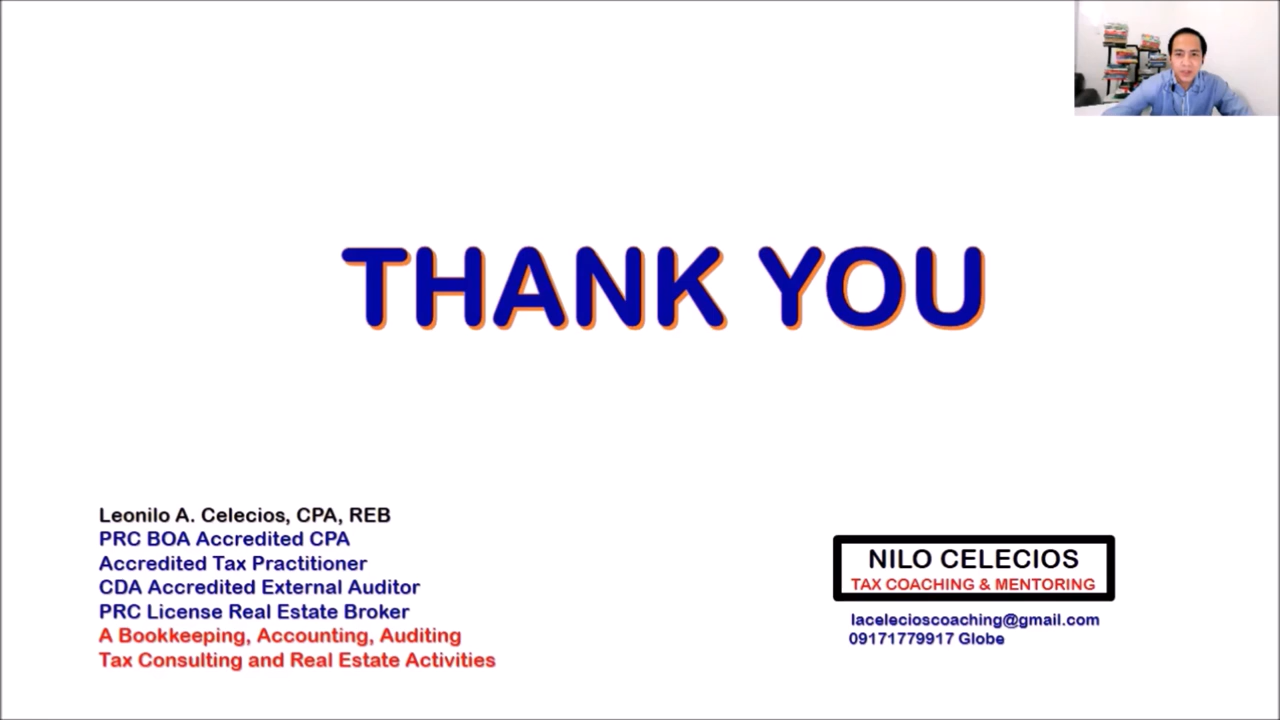 THANK YOU
Leonilo A. Celecios, CPA, REB
PRC BOA Accredited CPA
Accredited Tax Practitioner
CDA Accredited External Auditor
PRC License Real Estate Broker
A Bookkeeping, Accounting, Auditing
Tax Consulting and Real Estate Activities
NILO CELECIOS
TAX COACHING & MENTORING
lacelecioscoaching@gmail.com
09171779917 Globe